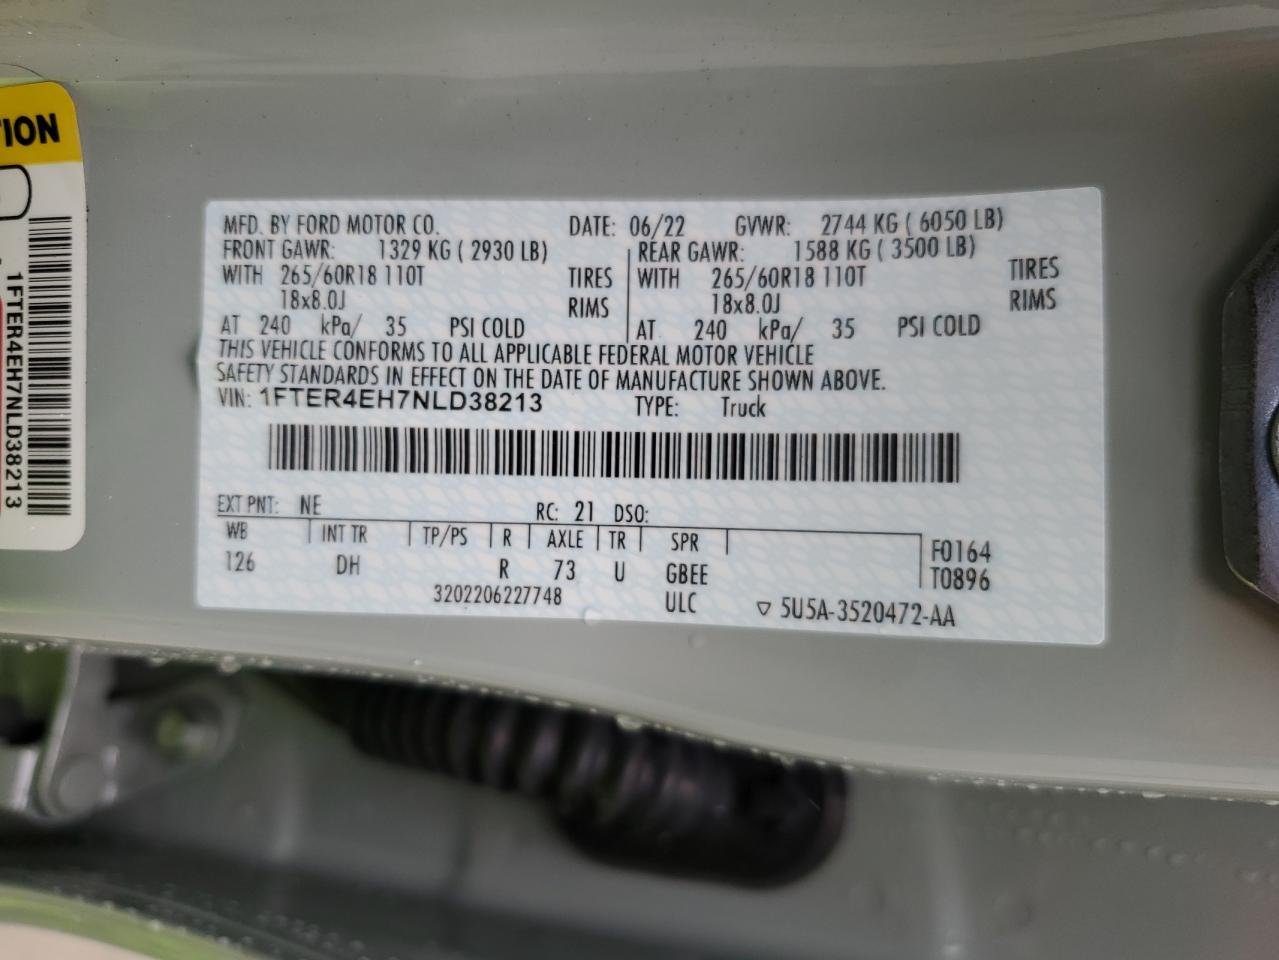 TION
1FTER4EH7NLD38213
MFD. BY FORD MOTOR CO. DATE: 06/22 GVWR: 2744 KG ( 6050 LB)
FRONT GAWR: 1329 KG ( 2930 LB) REAR GAWR: 1588 KG ( 3500 LB)
WITH 265/60R18 110T TIRES WITH 265/60R18 110T TIRES
18x8.0J RIMS 18x8.0J RIMS
AT 240 kPa/ 35 PSI COLD AT 240 kPa/ 35 PSI COLD
THIS VEHICLE CONFORMS TO ALL APPLICABLE FEDERAL MOTOR VEHICLE
SAFETY STANDARDS IN EFFECT ON THE DATE OF MANUFACTURE SHOWN ABOVE.
VIN: 1FTER4EH7NLD38213 TYPE: Truck
EXT PNT: NE RC: 21 DSO:
WB INT TR TP/PS R AXLE TR SPR F0164
126 DH R 73 U GBEE T0896
3202206227748 ULC ▽ 5U5A-3520472-AA